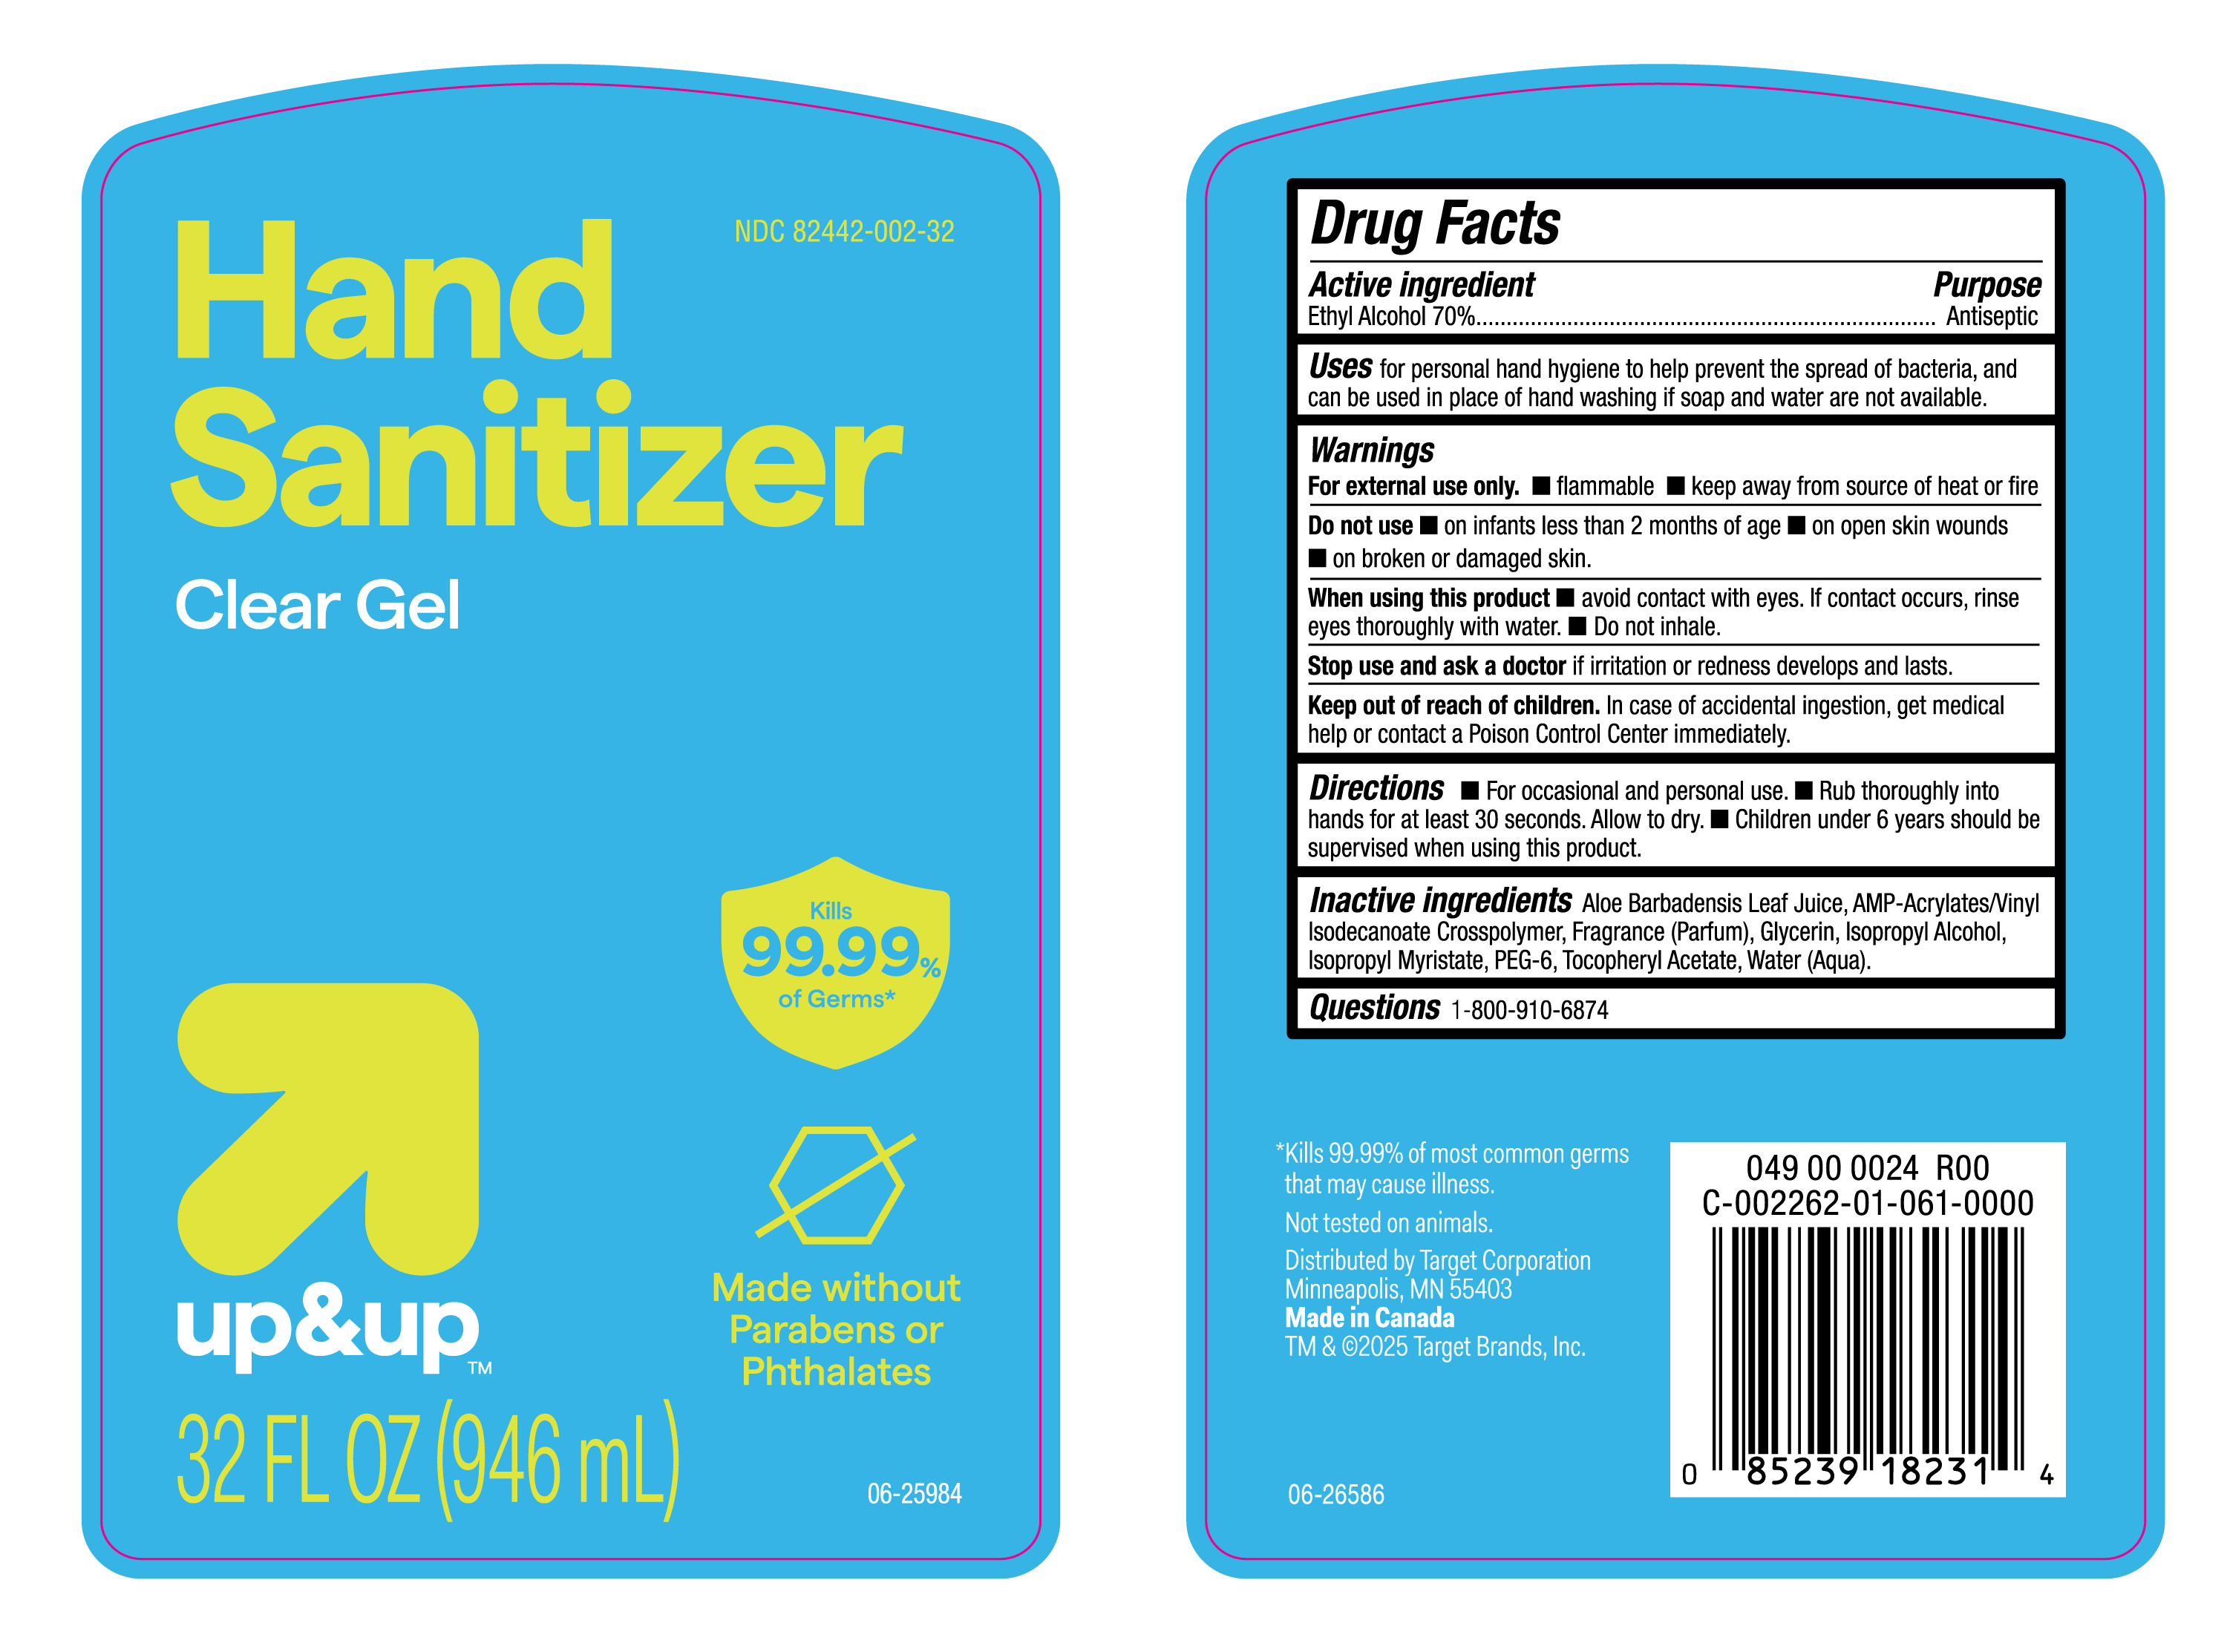 Hand
Sanitizer
NDC 82442-002-32
Clear Gel
Kills
99.99%
of Germs*
Made without
Parabens or
Phthalates
up&up™
32 FL OZ (946 mL)
06-25984
Drug Facts
Active ingredient Purpose
Ethyl Alcohol 70%............................................................................. Antiseptic
Uses for personal hand hygiene to help prevent the spread of bacteria, and
can be used in place of hand washing if soap and water are not available.
Warnings
For external use only. ■ flammable ■ keep away from source of heat or fire
Do not use ■ on infants less than 2 months of age ■ on open skin wounds
■ on broken or damaged skin.
When using this product ■ avoid contact with eyes. If contact occurs, rinse
eyes thoroughly with water. ■ Do not inhale.
Stop use and ask a doctor if irritation or redness develops and lasts.
Keep out of reach of children. In case of accidental ingestion, get medical
help or contact a Poison Control Center immediately.
Directions ■ For occasional and personal use. ■ Rub thoroughly into
hands for at least 30 seconds. Allow to dry. ■ Children under 6 years should be
supervised when using this product.
Inactive ingredients Aloe Barbadensis Leaf Juice, AMP-Acrylates/Vinyl
Isodecanoate Crosspolymer, Fragrance (Parfum), Glycerin, Isopropyl Alcohol,
Isopropyl Myristate, PEG-6, Tocopheryl Acetate, Water (Aqua).
Questions 1-800-910-6874
*Kills 99.99% of most common germs
that may cause illness.
Not tested on animals.
Distributed by Target Corporation
Minneapolis, MN 55403
Made in Canada
TM & ©2025 Target Brands, Inc.
06-26586
049 00 0024 R00
C-002262-01-061-0000
0 85239 18231 4